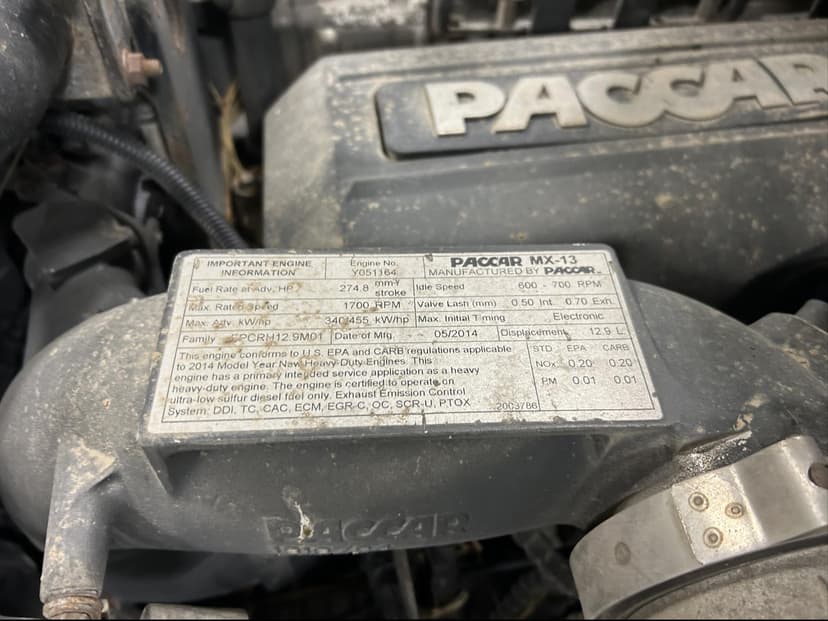 PACCAR
IMPORTANT ENGINE INFORMATION
Engine No. Y051164
PACCAR MX-13
MANUFACTURED BY PACCAR
Fuel Rate at Adv. HP 274.8 mm³/stroke
Idle Speed 600 - 700 RPM
Max. Rated Speed 1700 RPM
Valve Lash (mm) 0.50 Int. 0.70 Exh.
Max. Adv. kW/hp 340/455 kW/hp
Max. Initial Timing Electronic
Family EPCRH12.9M01
Date of Mfg. 05/2014
Displacement 12.9 L
This engine conforms to U.S. EPA and CARB regulations applicable
to 2014 Model Year New Heavy-Duty Engines. This
engine has a primary intended service application as a heavy
heavy-duty engine. The engine is certified to operate on
ultra-low sulfur diesel fuel only. Exhaust Emission Control
System: DDI, TC, CAC, ECM, EGR-C, OC, SCR-U, PTOX
STD EPA CARB
NOx 0.20 0.20
PM 0.01 0.01
2003786
PACCAR